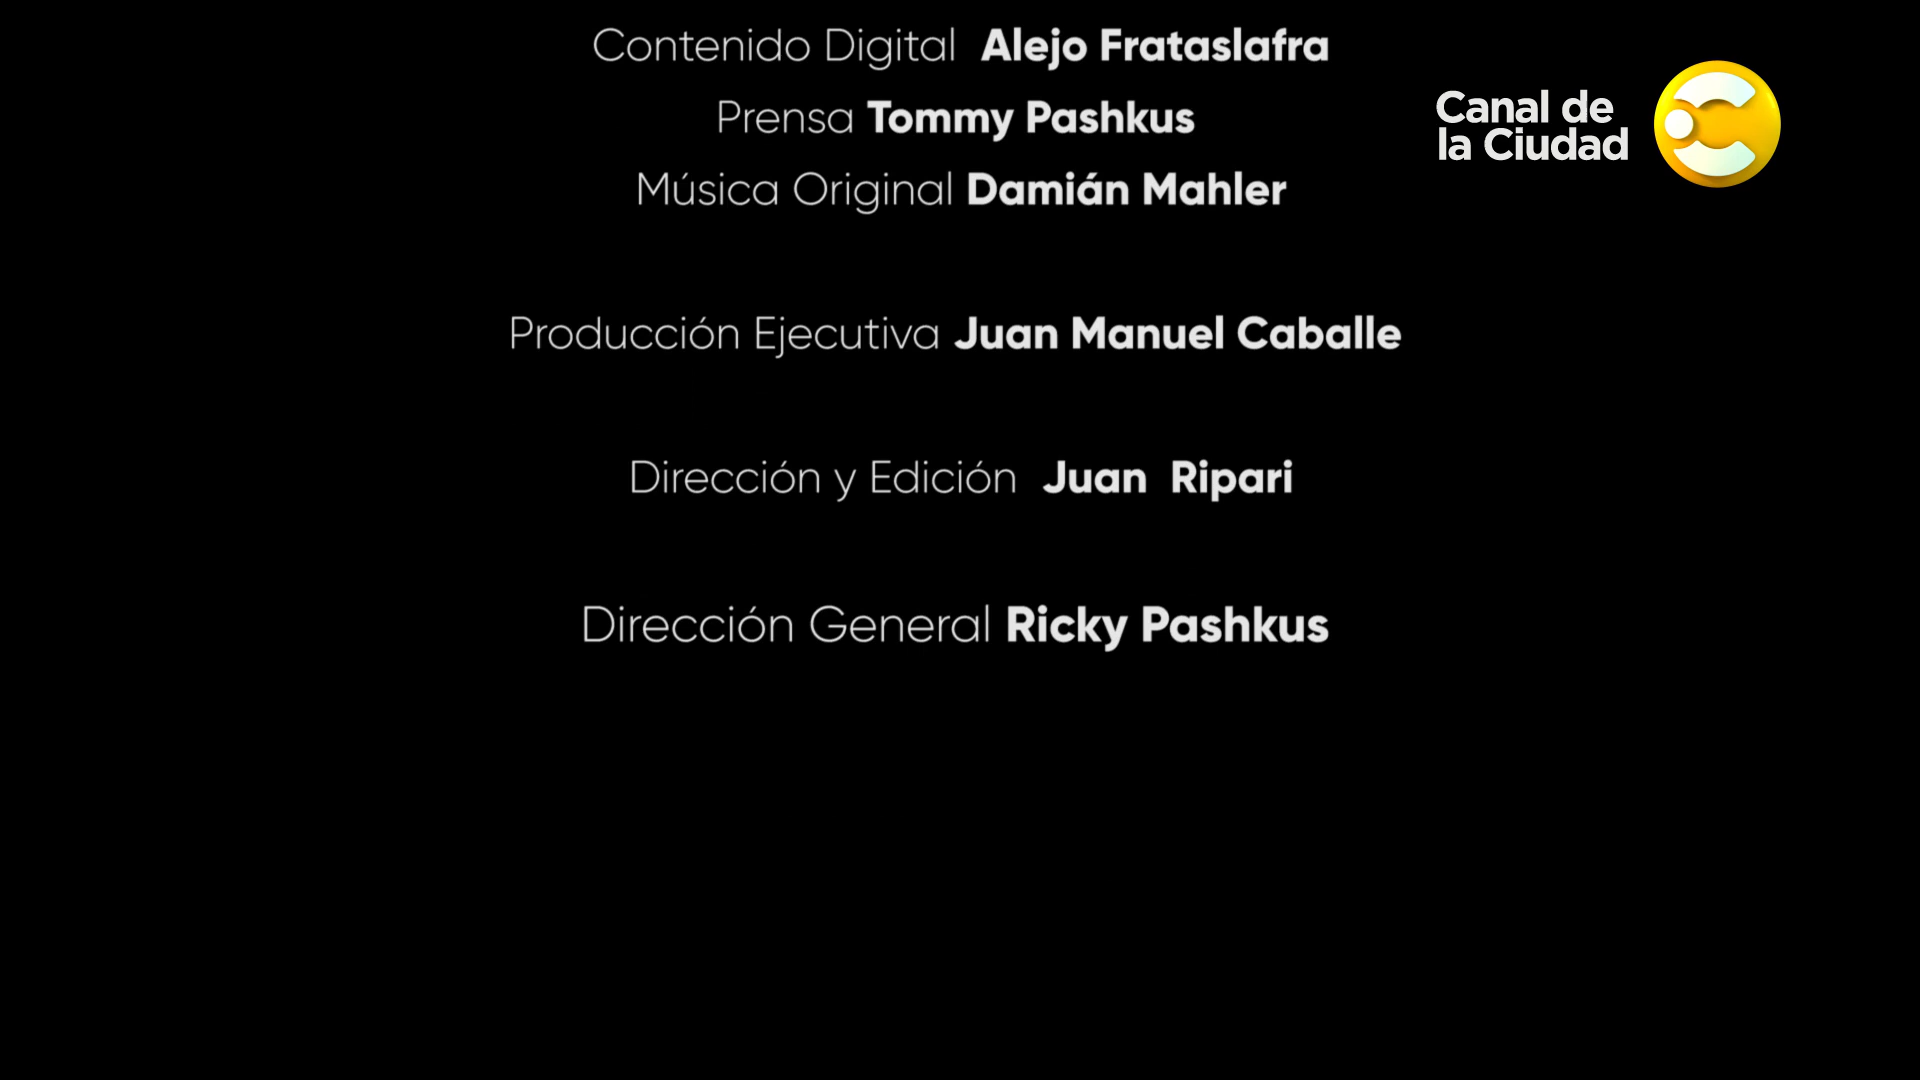 Contenido Digital Alejo Frataslafra
Prensa Tommy Pashkus
Música Original Damián Mahler
Producción Ejecutiva Juan Manuel Caballe
Dirección y Edición Juan Ripari
Dirección General Ricky Pashkus
Canal de
la Ciudad